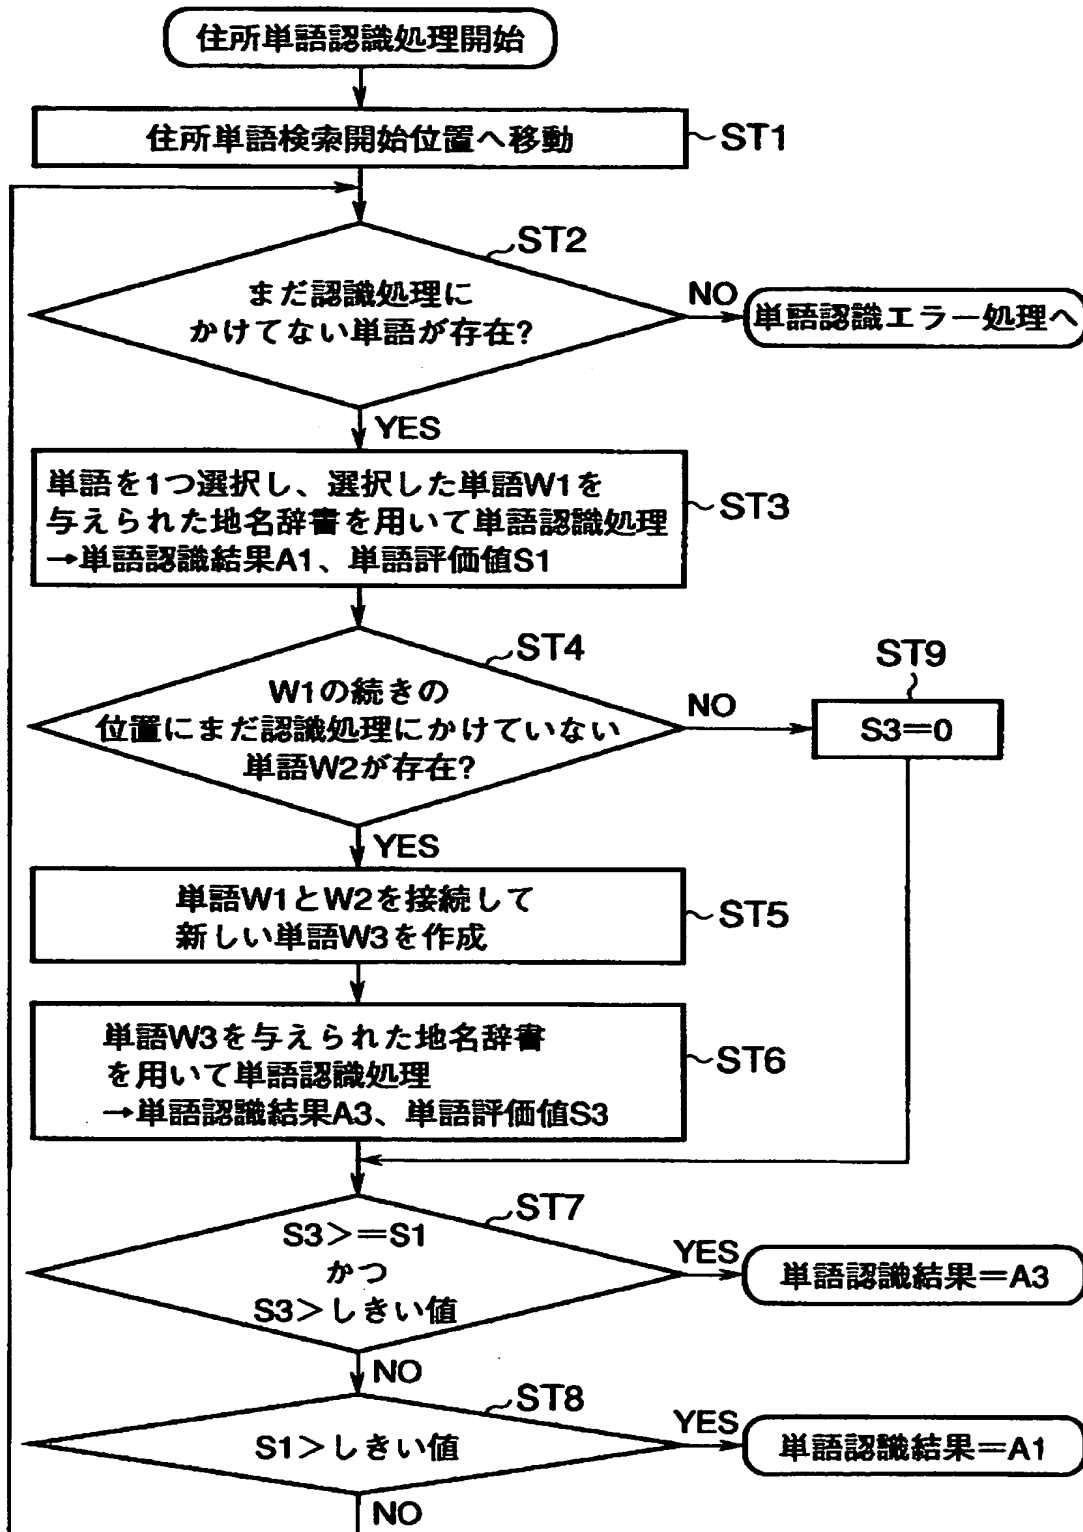 住所単語認識処理開始
住所単語検索開始位置へ移動
ST1
ST2
まだ認識処理に
かけてない単語が存在?
NO
単語認識エラー処理へ
YES
単語を1つ選択し、選択した単語W1を
与えられた地名辞書を用いて単語認識処理
→単語認識結果A1、単語評価値S1
ST3
ST4
W1の続きの
位置にまだ認識処理にかけていない
単語W2が存在?
NO
ST9
S3=0
YES
単語W1とW2を接続して
新しい単語W3を作成
ST5
単語W3を与えられた地名辞書
を用いて単語認識処理
→単語認識結果A3、単語評価値S3
ST6
ST7
S3>=S1
かつ
S3>しきい値
YES
単語認識結果=A3
NO
ST8
S1>しきい値
YES
単語認識結果=A1
NO